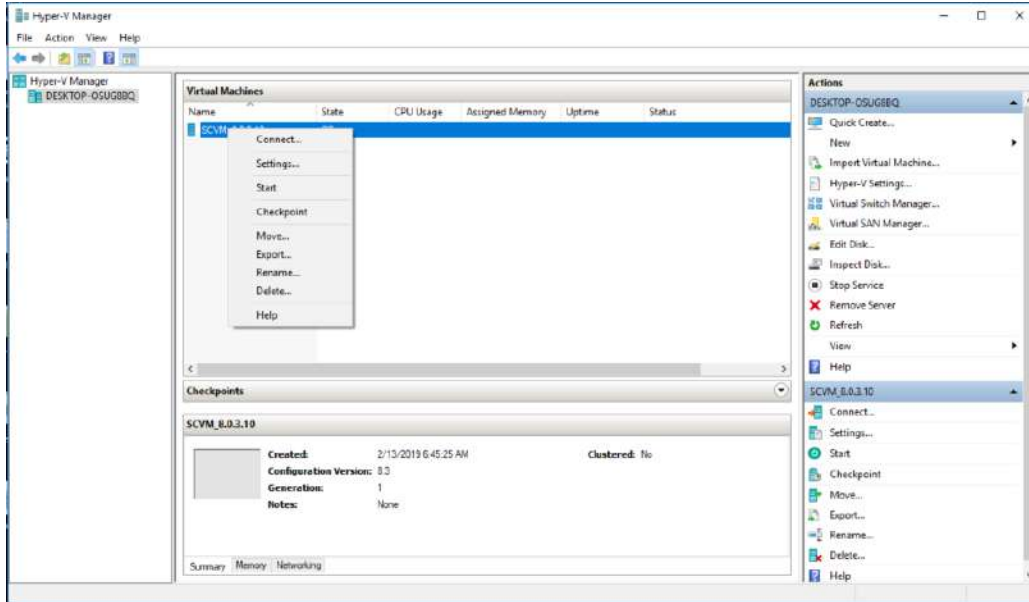 Hyper-V Manager
File Action View Help
Hyper-V Manager
DESKTOP-OSUG8BQ
Virtual Machines
Name State CPU Usage Assigned Memory Uptime Status
SCVM
Connect...
Settings...
Start
Checkpoint
Move...
Export...
Rename...
Delete...
Help
Checkpoints
SCVM_8.0.3.10
Created: 2/13/2019 6:45:25 AM Clustered: No
Configuration Version: 8.3
Generation: 1
Notes: None
Summary Memory Networking
Actions
DESKTOP-OSUG8BQ
Quick Create...
New
Import Virtual Machine...
Hyper-V Settings...
Virtual Switch Manager...
Virtual SAN Manager...
Edit Disk...
Inspect Disk...
Stop Service
Remove Server
Refresh
View
Help
SCVM_8.0.3.10
Connect...
Settings...
Start
Checkpoint
Move...
Export...
Rename...
Delete...
Help